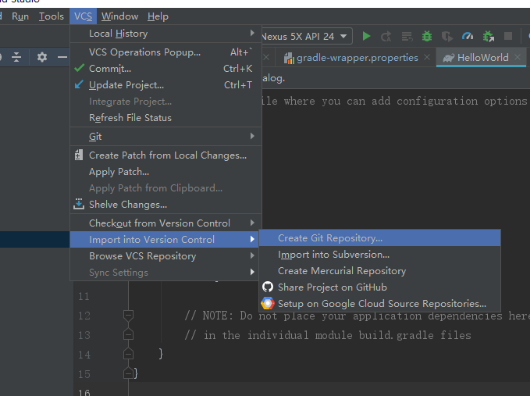 Studio
Run Tools VCS Window Help
Local History
Nexus 5X API 24
VCS Operations Popup... Alt+`
gradle-wrapper.properties
HelloWorld
Commit... Ctrl+K
Update Project... Ctrl+T
alog.
Integrate Project...
ile where you can add configuration options
Refresh File Status
Git
Create Patch from Local Changes...
Apply Patch...
Apply Patch from Clipboard...
Shelve Changes...
Checkout from Version Control
Import into Version Control
Create Git Repository...
Browse VCS Repository
Import into Subversion...
Sync Settings
Create Mercurial Repository
Share Project on GitHub
11
Setup on Google Cloud Source Repositories...
12 // NOTE: Do not place your application dependencies here
13 // in the individual module build.gradle files
14 }
15 }
16